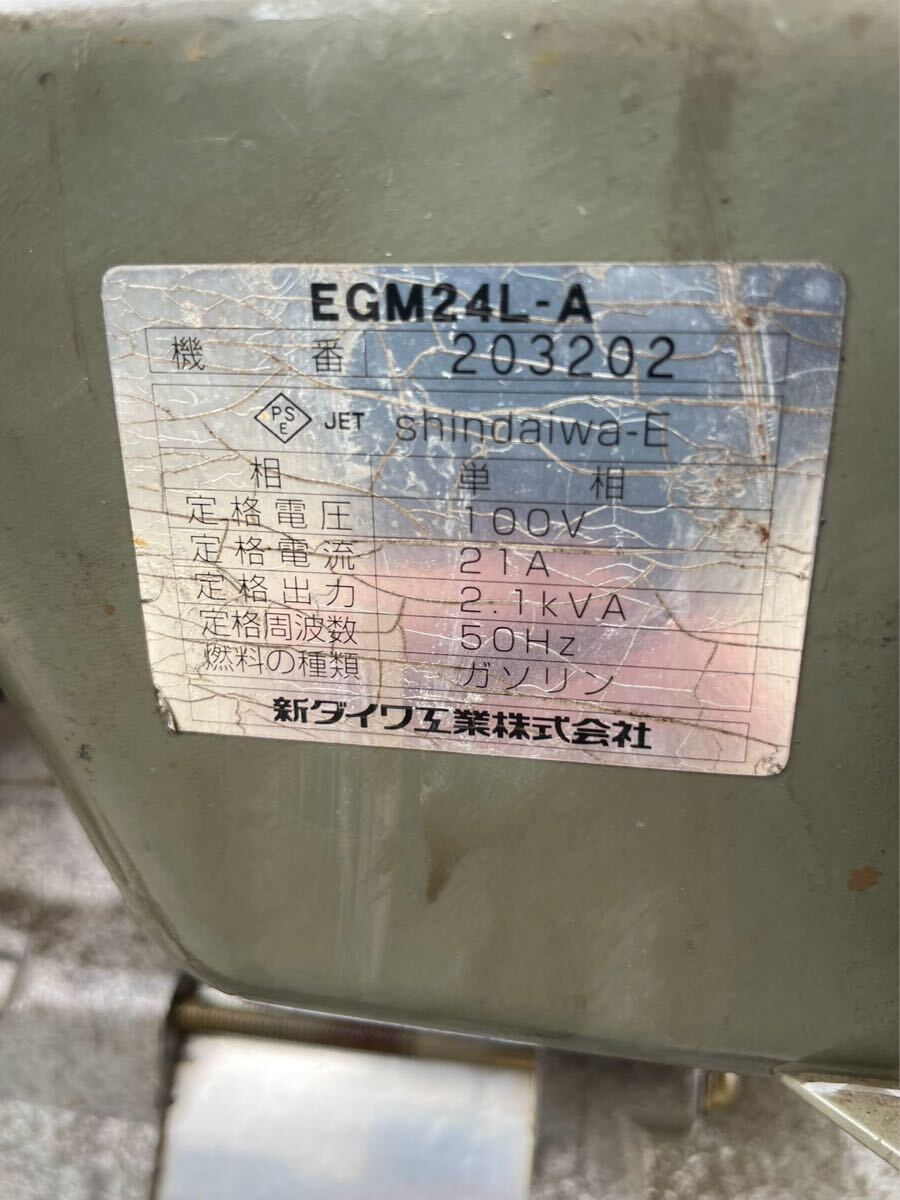 EGM24L-A
機番 203202
PSE JET shindaiwa-E
相 単相
定格電圧 100V
定格電流 21A
定格出力 2.1kVA
定格周波数 50Hz
燃料の種類 ガソリン
新ダイワ工業株式会社